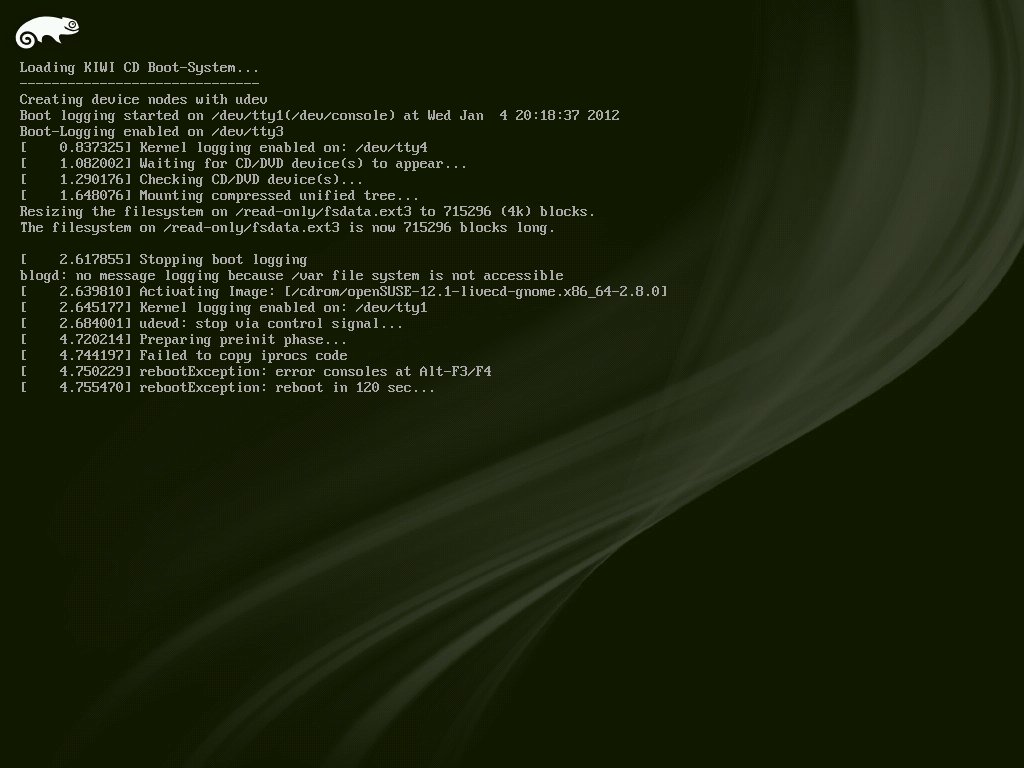 Loading KIWI CD Boot-System...
------------------------------
Creating device nodes with udev
Boot logging started on /dev/tty1(/dev/console) at Wed Jan  4 20:18:37 2012
Boot-Logging enabled on /dev/tty3
[    0.837325] Kernel logging enabled on: /dev/tty4
[    1.082002] Waiting for CD/DVD device(s) to appear...
[    1.290176] Checking CD/DVD device(s)...
[    1.648076] Mounting compressed unified tree...
Resizing the filesystem on /read-only/fsdata.ext3 to 715296 (4k) blocks.
The filesystem on /read-only/fsdata.ext3 is now 715296 blocks long.

[    2.617855] Stopping boot logging
blogd: no message logging because /var file system is not accessible
[    2.639810] Activating Image: [/cdrom/openSUSE-12.1-livecd-gnome.x86_64-2.8.0]
[    2.645177] Kernel logging enabled on: /dev/tty1
[    2.684001] udevd: stop via control signal...
[    4.720214] Preparing preinit phase...
[    4.744197] Failed to copy iprocs code
[    4.750229] rebootException: error consoles at Alt-F3/F4
[    4.755470] rebootException: reboot in 120 sec...